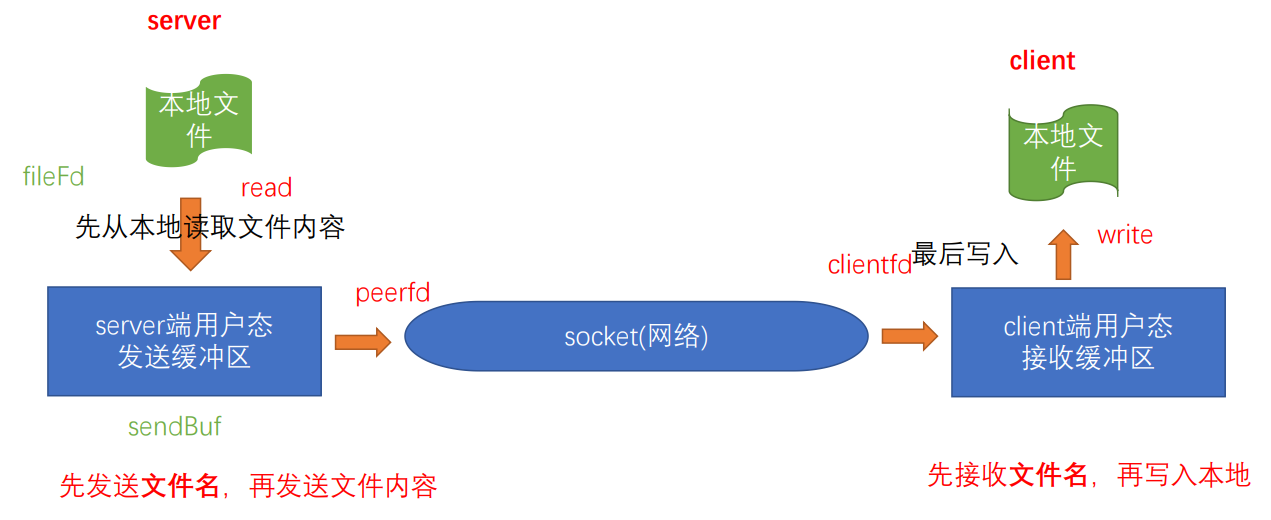 server
本地文
件
fileFd
read
先从本地读取文件内容
server端用户态
发送缓冲区
sendBuf
先发送文件名，再发送文件内容
peerfd
socket(网络)
client
本地文
件
clientfd
最后写入
write
client端用户态
接收缓冲区
先接收文件名，再写入本地